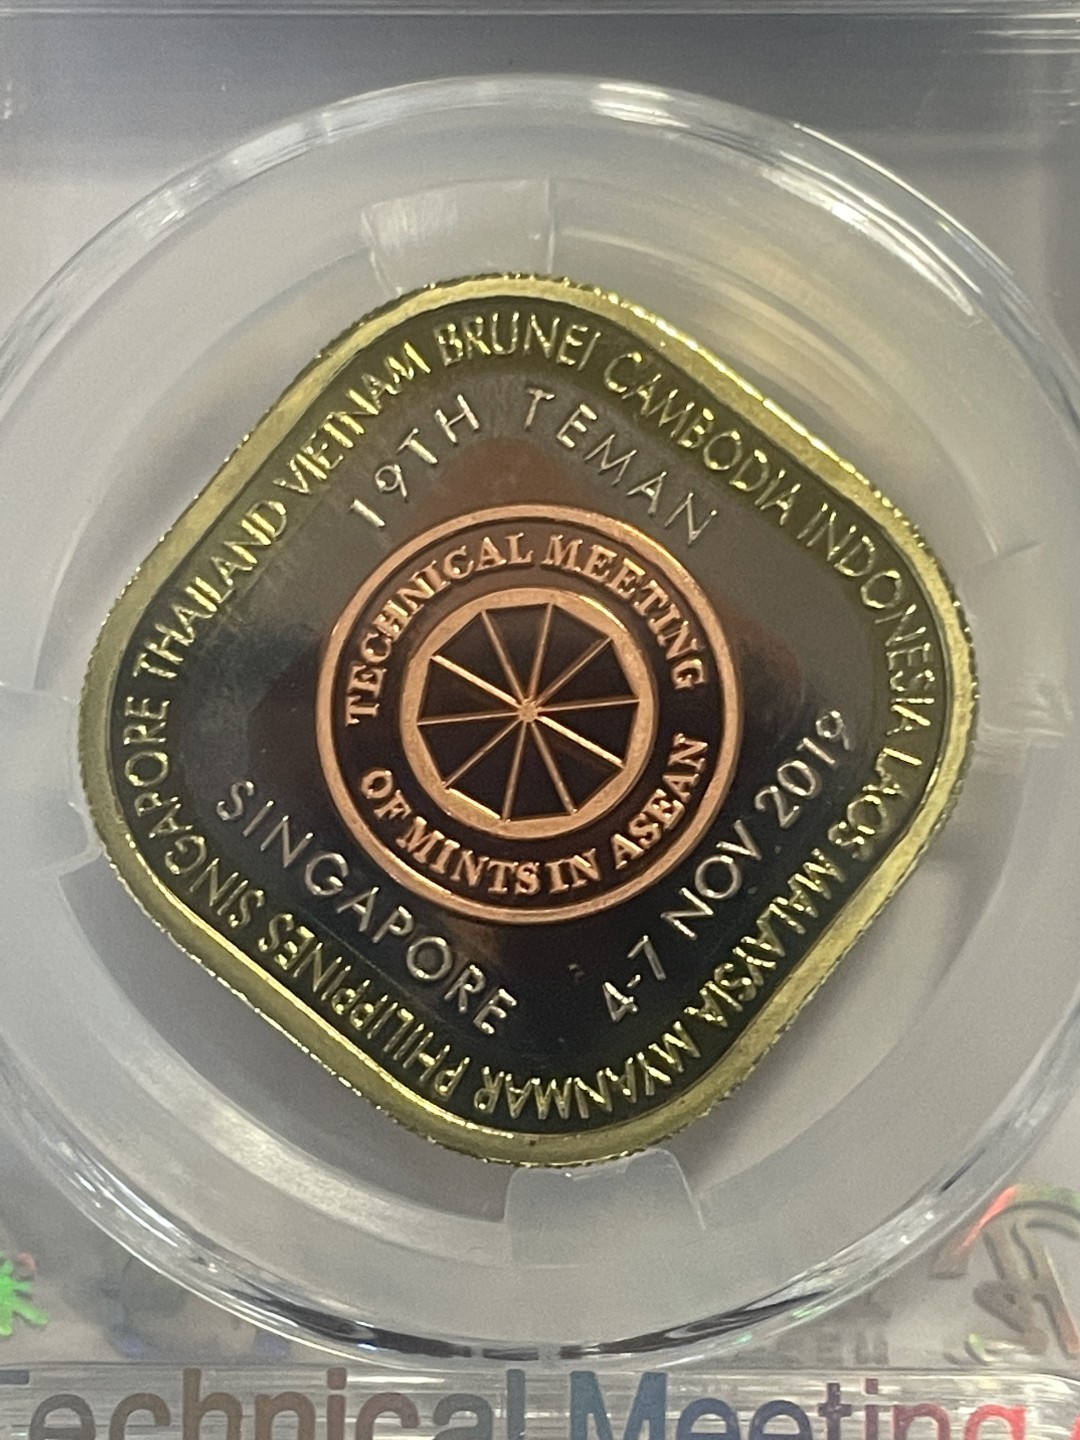 BRUNEI CAMBODIA INDONESIA LAOS MALAYSIA MYANMAR PHILIPPINES SINGAPORE THAILAND VIETNAM
19TH TEMAN
TECHNICAL MEETING
OF MINTS IN ASEAN
SINGAPORE
4-7 NOV 2019
Technical Meeting